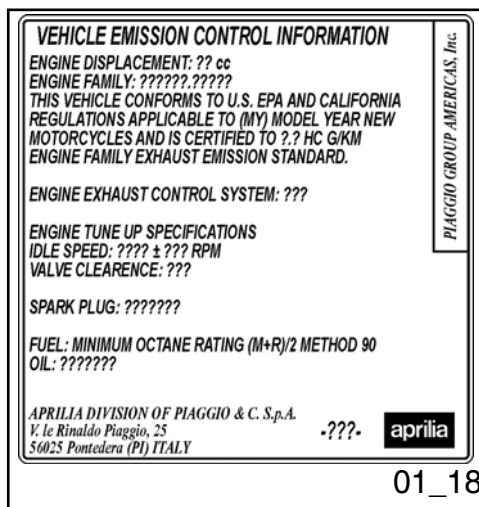 VEHICLE EMISSION CONTROL INFORMATION
ENGINE DISPLACEMENT: ?? cc
ENGINE FAMILY: ??????.?????
THIS VEHICLE CONFORMS TO U.S. EPA AND CALIFORNIA
REGULATIONS APPLICABLE TO (MY) MODEL YEAR NEW
MOTORCYCLES AND IS CERTIFIED TO ?.? HC G/KM
ENGINE FAMILY EXHAUST EMISSION STANDARD.
ENGINE EXHAUST CONTROL SYSTEM: ???
ENGINE TUNE UP SPECIFICATIONS
IDLE SPEED: ???? ± ??? RPM
VALVE CLEARENCE: ???
SPARK PLUG: ???????
FUEL: MINIMUM OCTANE RATING (M+R)/2 METHOD 90
OIL: ???????
APRILIA DIVISION OF PIAGGIO & C. S.p.A.
V. le Rinaldo Piaggio, 25
56025 Pontedera (PI) ITALY
-???-
aprilia
PIAGGIO GROUP AMERICAS, Inc.
01_18